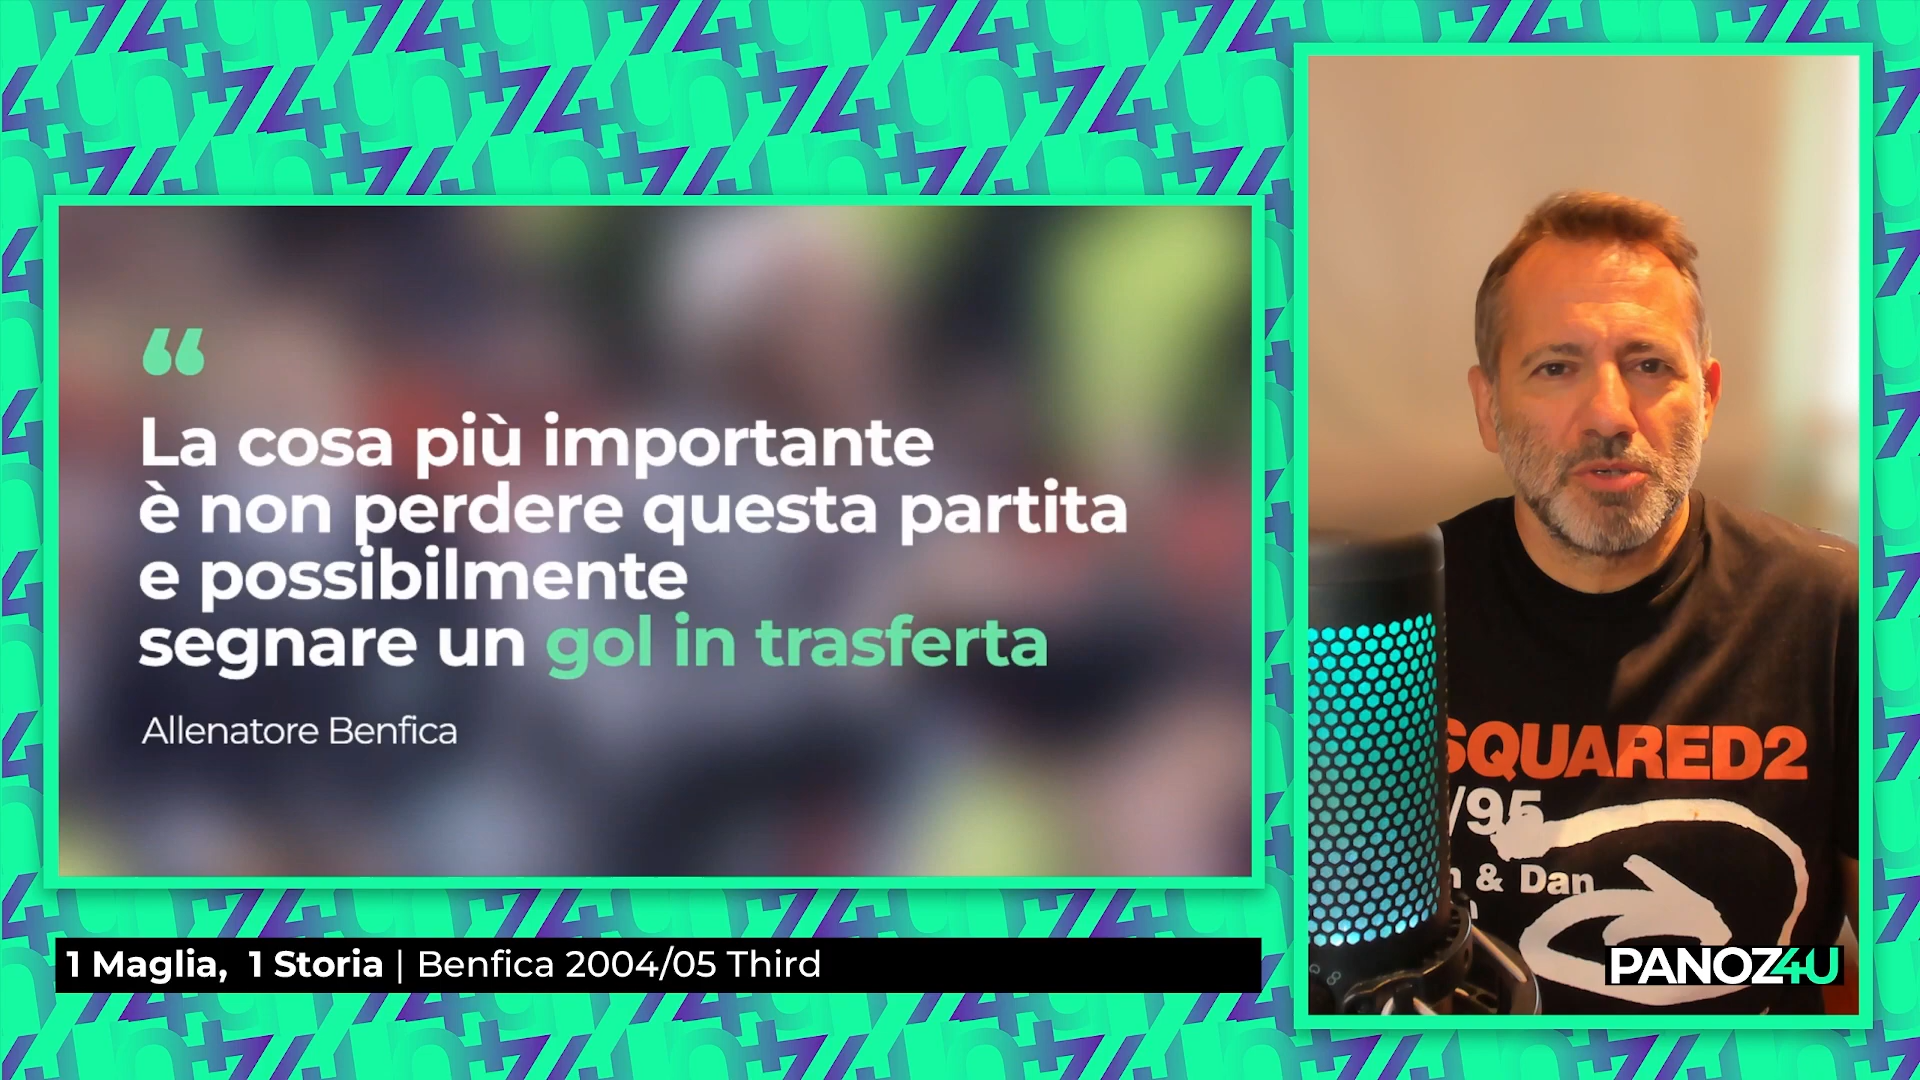 “
La cosa più importante
è non perdere questa partita
e possibilmente
segnare un gol in trasferta
Allenatore Benfica
1 Maglia, 1 Storia | Benfica 2004/05 Third
SQUARED2
/95
& Dan
PANOZ4U